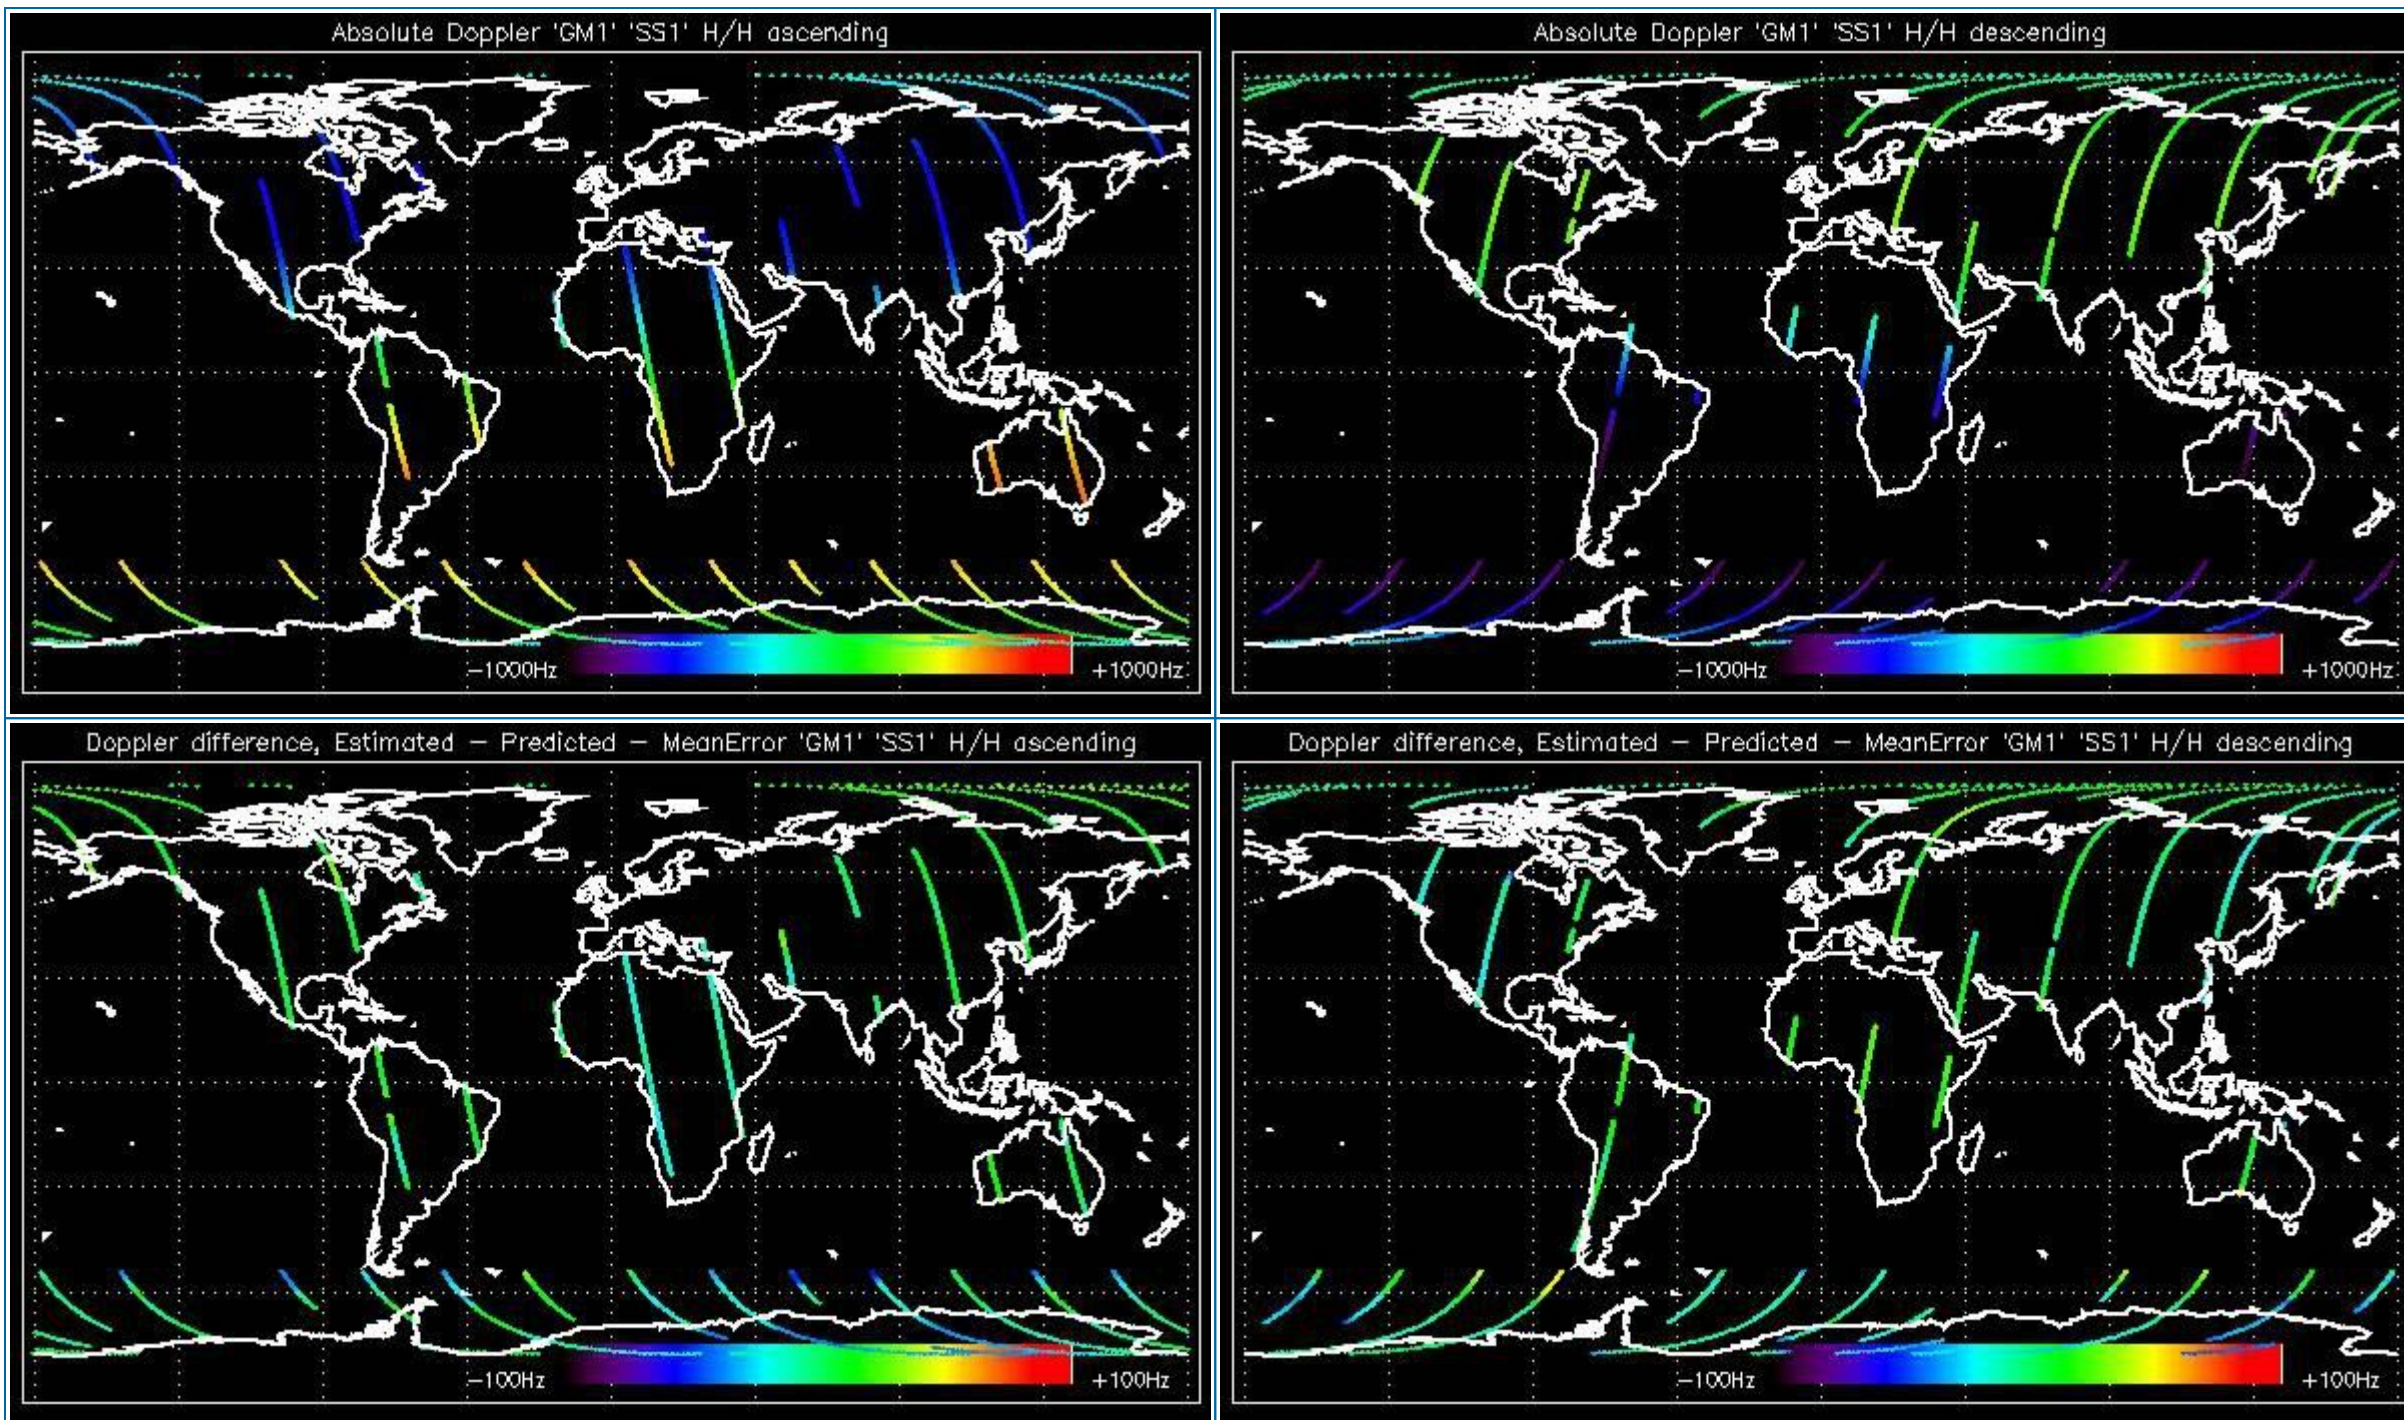 Absolute Doppler 'GM1' 'SS1' H/H ascending
-1000Hz
+1000Hz
Absolute Doppler 'GM1' 'SS1' H/H descending
-1000Hz
+1000Hz
Doppler difference, Estimated - Predicted - MeanError 'GM1' 'SS1' H/H ascending
-100Hz
+100Hz
Doppler difference, Estimated - Predicted - MeanError 'GM1' 'SS1' H/H descending
-100Hz
+100Hz